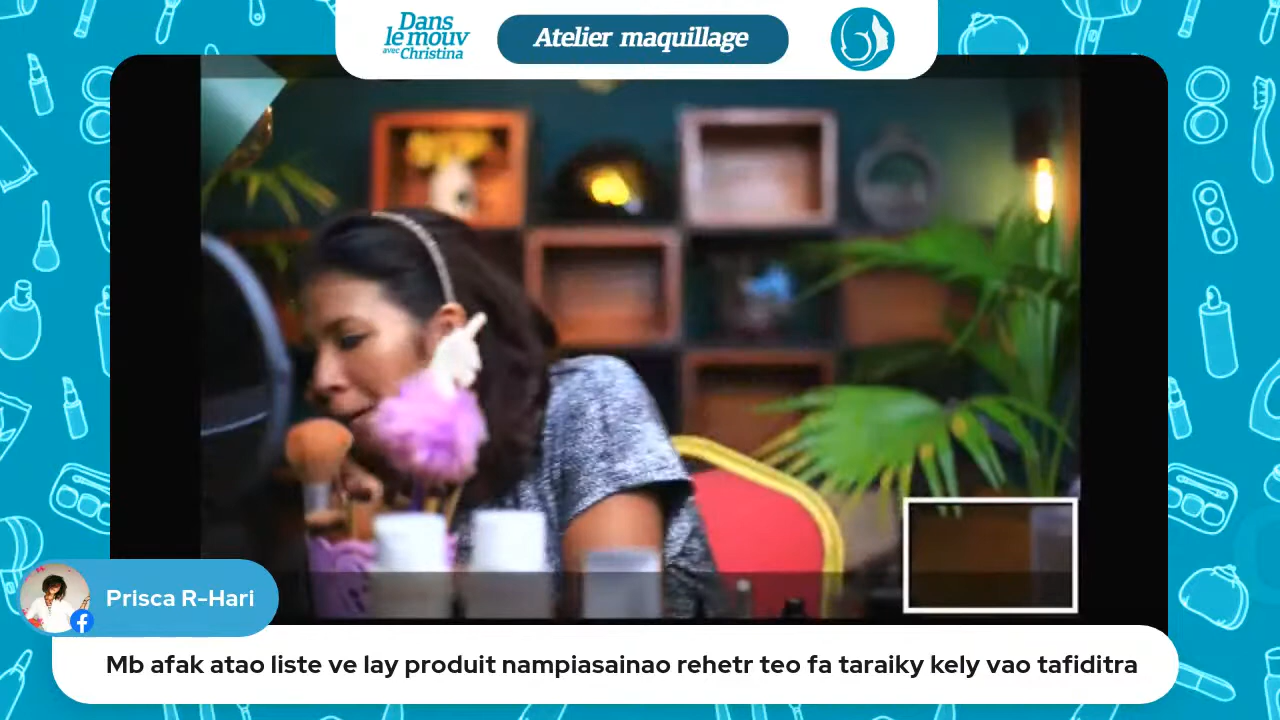 Dans
le mouv
avec Christina
Atelier maquillage
Prisca R-Hari
Mb afak atao liste ve lay produit nampiasainao rehetr teo fa taraiky kely vao tafiditra